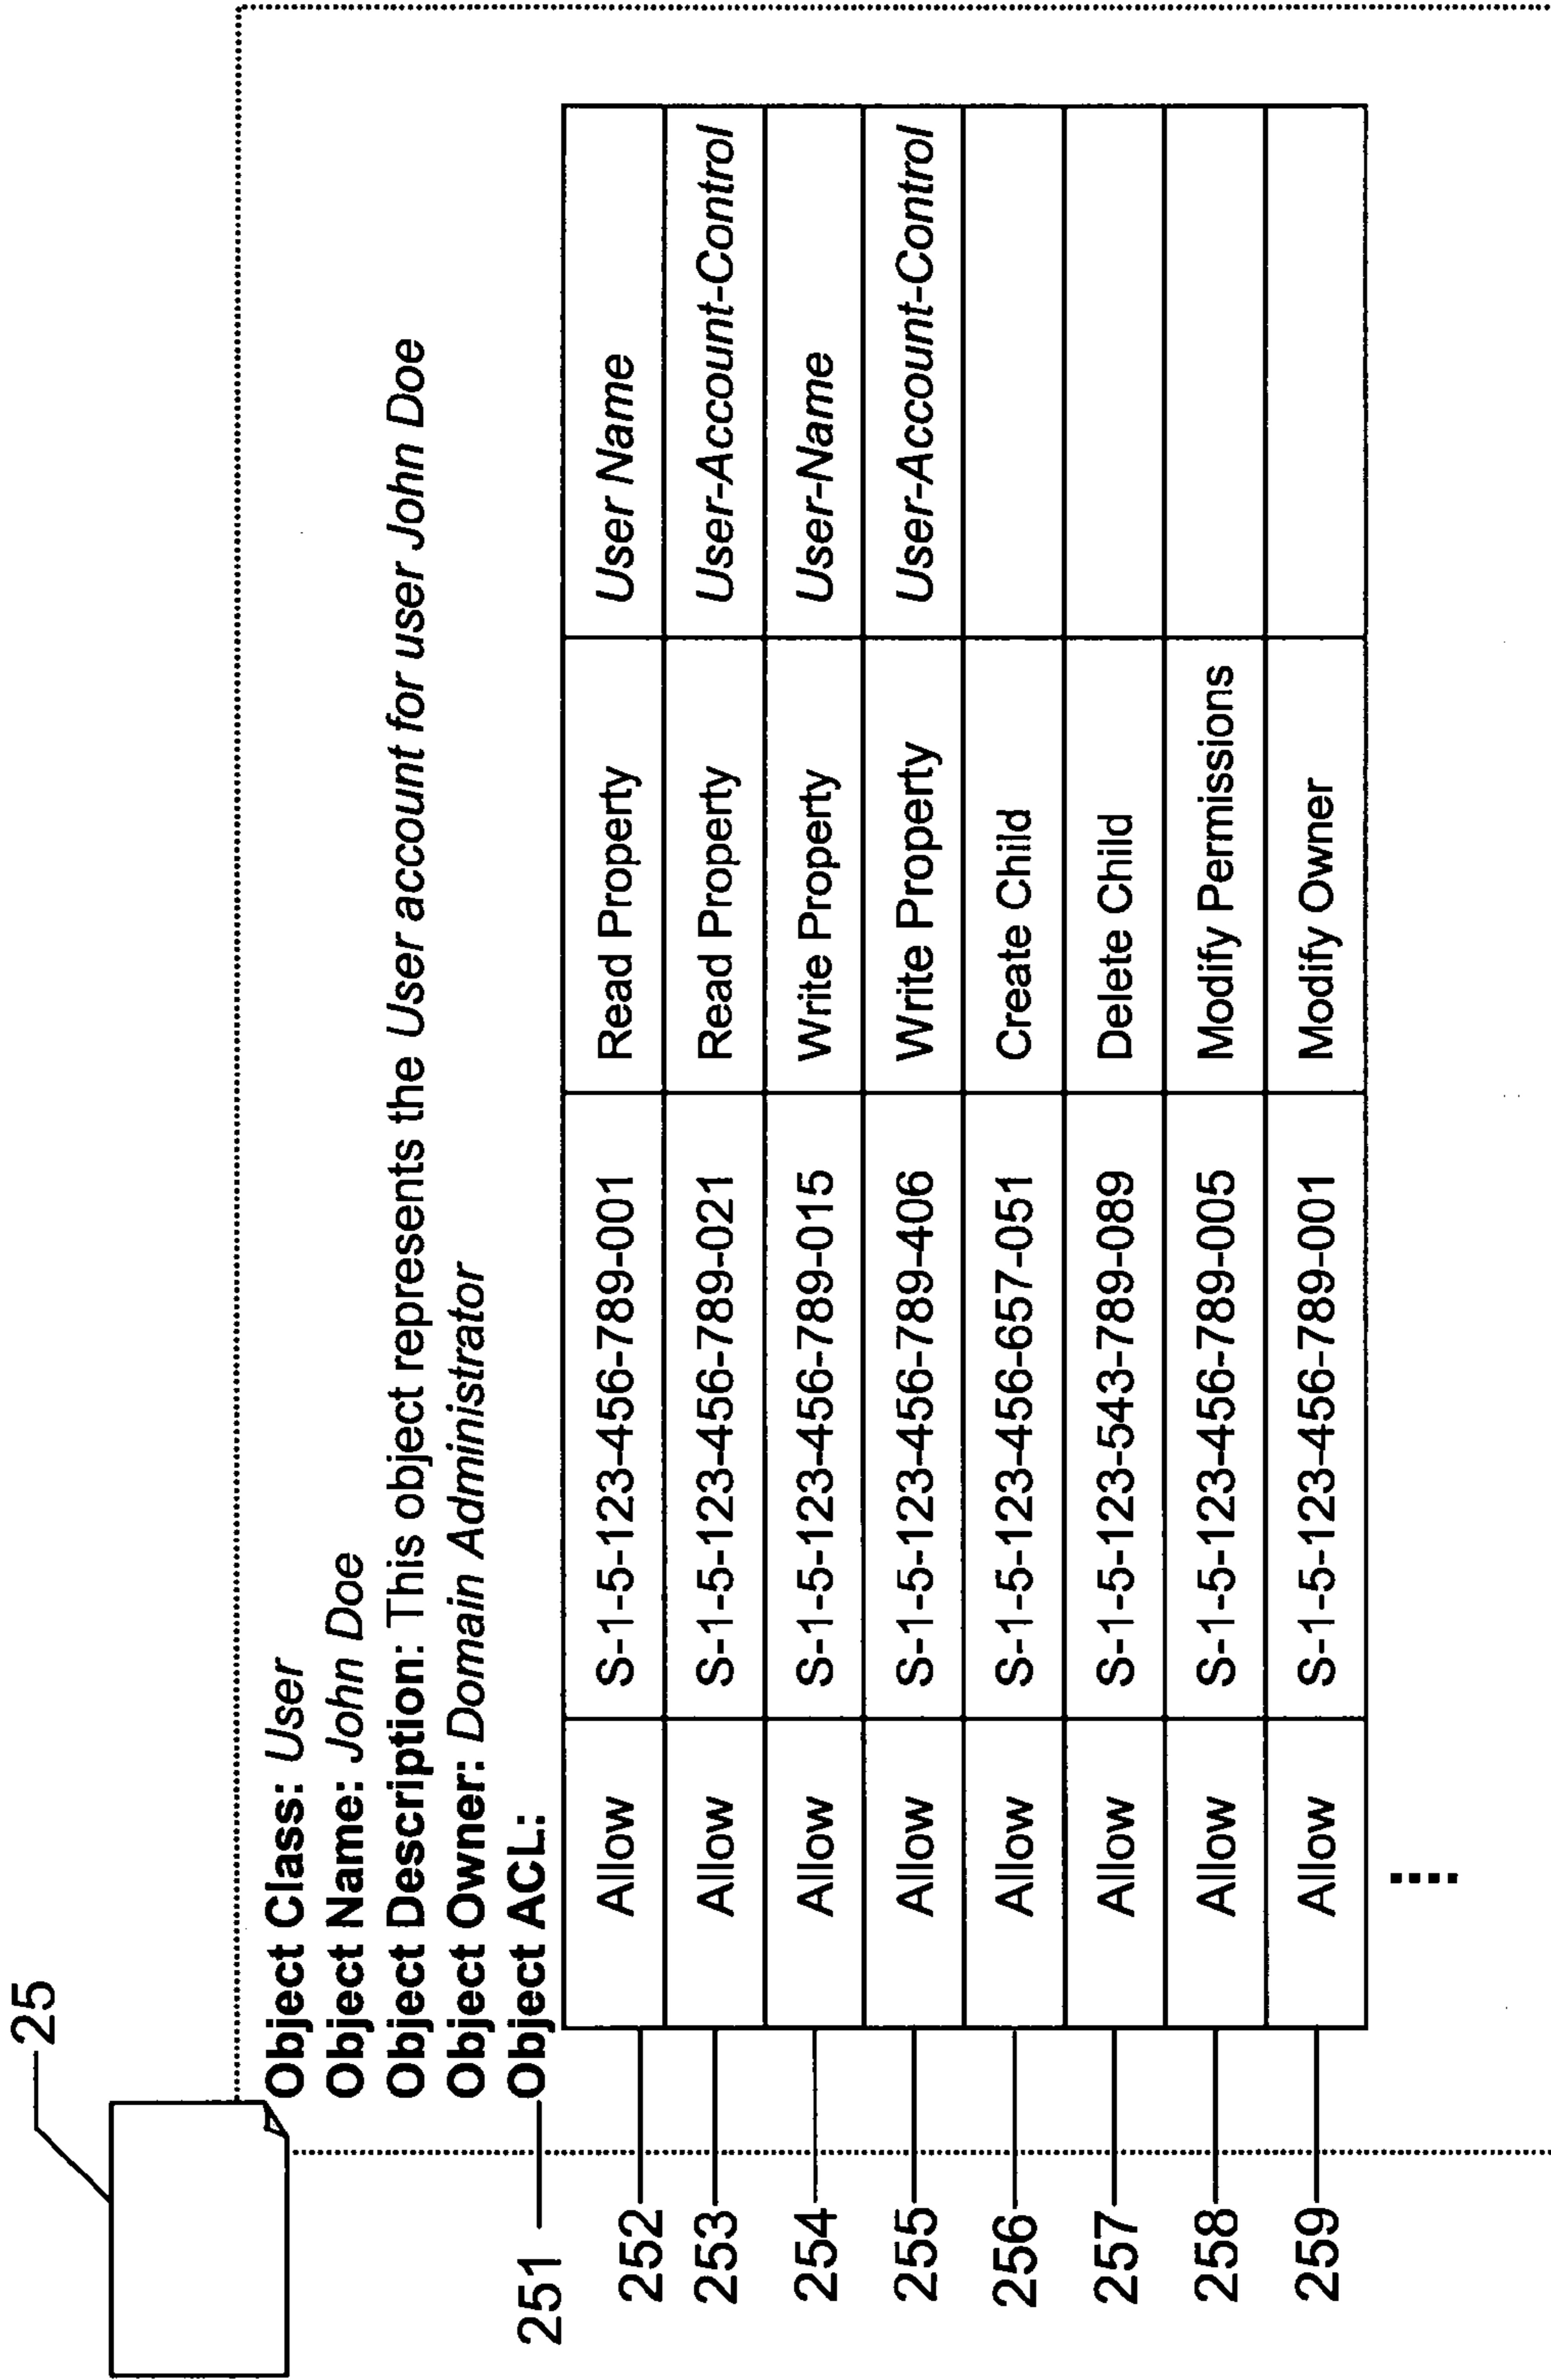 25
Object Class: User
Object Name: John Doe
Object Description: This object represents the User account for user John Doe
Object Owner: Domain Administrator
251 Object ACL:
252 Allow S-1-5-123-456-789-001 Read Property User Name
253 Allow S-1-5-123-456-789-021 Read Property User-Account-Control
254 Allow S-1-5-123-456-789-015 Write Property User-Name
255 Allow S-1-5-123-456-789-406 Write Property User-Account-Control
256 Allow S-1-5-123-456-657-051 Create Child
257 Allow S-1-5-123-543-789-089 Delete Child
258 Allow S-1-5-123-456-789-005 Modify Permissions
259 Allow S-1-5-123-456-789-001 Modify Owner